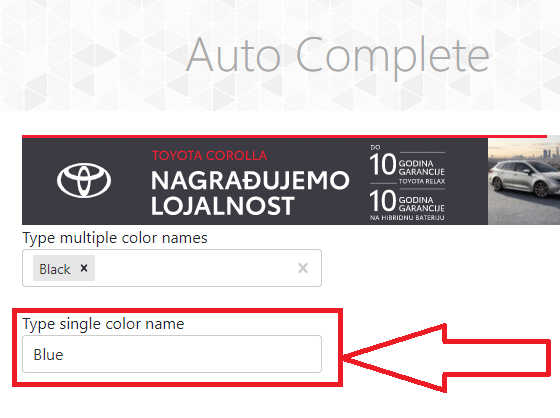 Auto Complete
TOYOTA COROLLA
NAGRAĐUJEMO
LOJALNOST
DO
10 GODINA
GARANCIJE
TOYOTA RELAX
10 GODINA
GARANCIJE
NA HIBRIDNU BATERIJU
Type multiple color names
Black ×
×
Type single color name
Blue